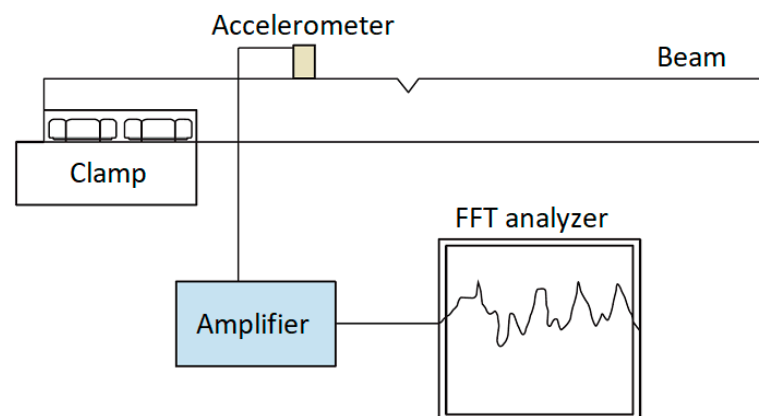 Accelerometer
Beam
Clamp
FFT analyzer
Amplifier